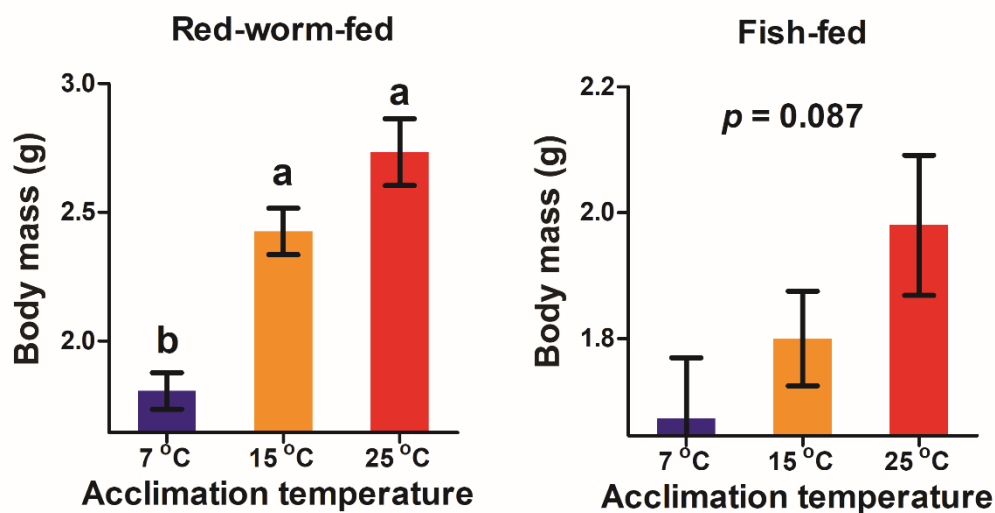 Red-worm-fed
Body mass (g)
3.0
2.5
2.0
b
a
a
7 °C
15 °C
25 °C
Acclimation temperature
Fish-fed
Body mass (g)
2.2
2.0
1.8
p = 0.087
7 °C
15 °C
25 °C
Acclimation temperature